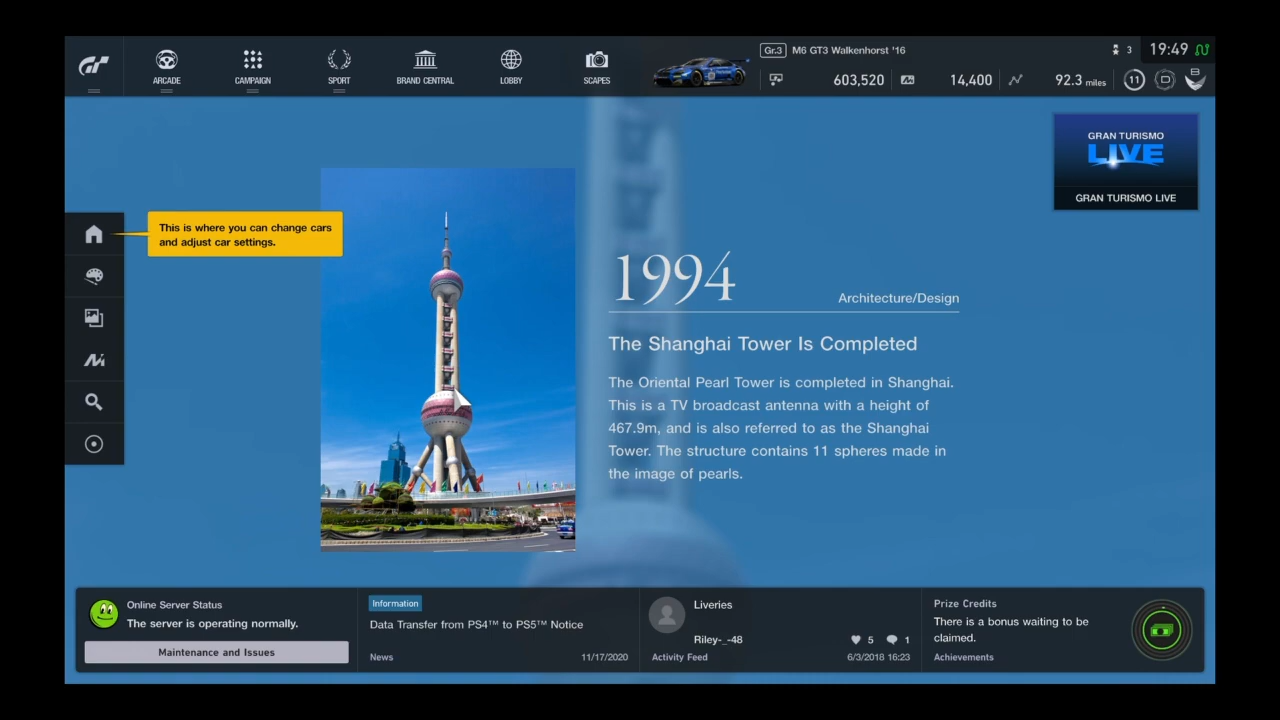 GT
Gr.3 M6 GT3 Walkenhorst '16
3 19:49
ARCADE
CAMPAIGN
SPORT
BRAND CENTRAL
LOBBY
SCAPES
603,520
14,400
92.3 miles
11
D
B
GRAN TURISMO
LIVE
GRAN TURISMO LIVE
This is where you can change cars
and adjust car settings.
1994
Architecture/Design
The Shanghai Tower Is Completed
The Oriental Pearl Tower is completed in Shanghai.
This is a TV broadcast antenna with a height of
467.9m, and is also referred to as the Shanghai
Tower. The structure contains 11 spheres made in
the image of pearls.
Online Server Status
The server is operating normally.
Maintenance and Issues
Information
Data Transfer from PS4™ to PS5™ Notice
News 11/17/2020
Liveries
Riley-_-48
5 1
Activity Feed 6/3/2018 16:23
Prize Credits
There is a bonus waiting to be
claimed.
Achievements